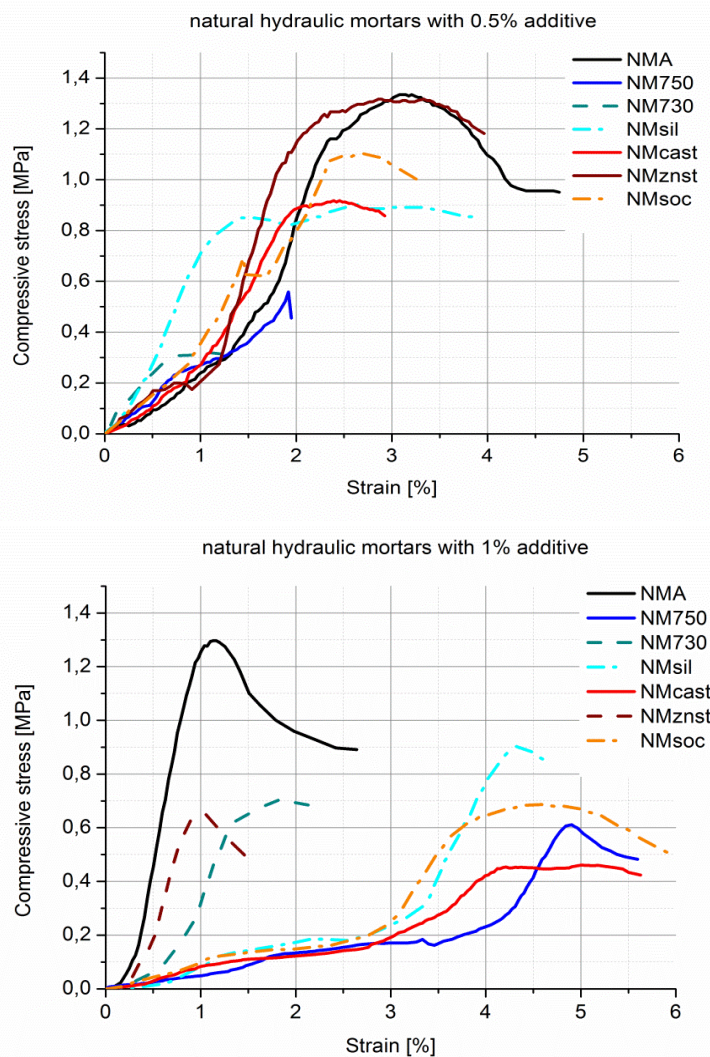 natural hydraulic mortars with 0.5% additive
NMA
NM750
NM730
NMsil
NMcast
NMznst
NMsoc
Compressive stress [MPa]
1,4
1,2
1,0
0,8
0,6
0,4
0,2
0,0
0 1 2 3 4 5 6
Strain [%]
natural hydraulic mortars with 1% additive
NMA
NM750
NM730
NMsil
NMcast
NMznst
NMsoc
Compressive stress [MPa]
1,4
1,2
1,0
0,8
0,6
0,4
0,2
0,0
0 1 2 3 4 5 6
Strain [%]